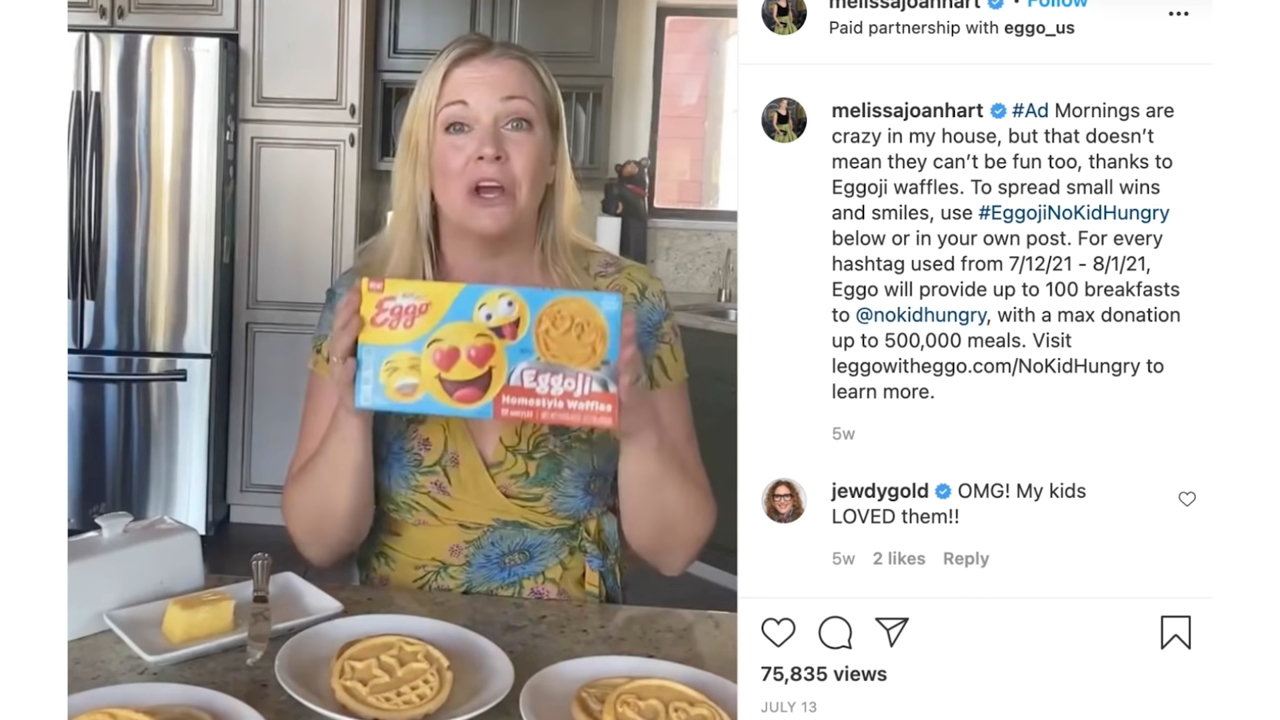 melissajoanhart • Follow
Paid partnership with eggo_us
melissajoanhart #Ad Mornings are
crazy in my house, but that doesn’t
mean they can’t be fun too, thanks to
Eggoji waffles. To spread small wins
and smiles, use #EggojiNoKidHungry
below or in your own post. For every
hashtag used from 7/12/21 - 8/1/21,
Eggo will provide up to 100 breakfasts
to @nokidhungry, with a max donation
up to 500,000 meals. Visit
leggowitheggo.com/NoKidHungry to
learn more.
5w
jewdygold OMG! My kids
LOVED them!!
5w 2 likes Reply
75,835 views
JULY 13
Eggo
Eggoji
Homestyle Waffles